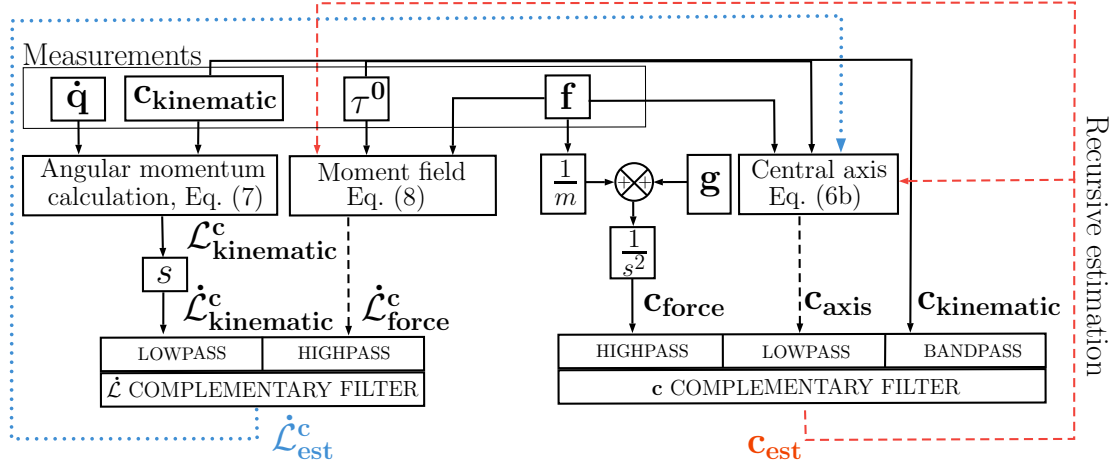 Measurements
q̇
c_kinematic
τ⁰
f
Angular momentum
calculation, Eq. (7)
Moment field
Eq. (8)
1/m
+ +
g
Central axis
Eq. (6b)
Recursive estimation
ℒᶜ_kinematic
s
1/s²
ℒ̇ᶜ_kinematic
ℒ̇ᶜ_force
c_force
c_axis
c_kinematic
LOWPASS
HIGHPASS
HIGHPASS
LOWPASS
BANDPASS
ℒ̇ COMPLEMENTARY FILTER
c COMPLEMENTARY FILTER
ℒ̇ᶜ_est
c_est